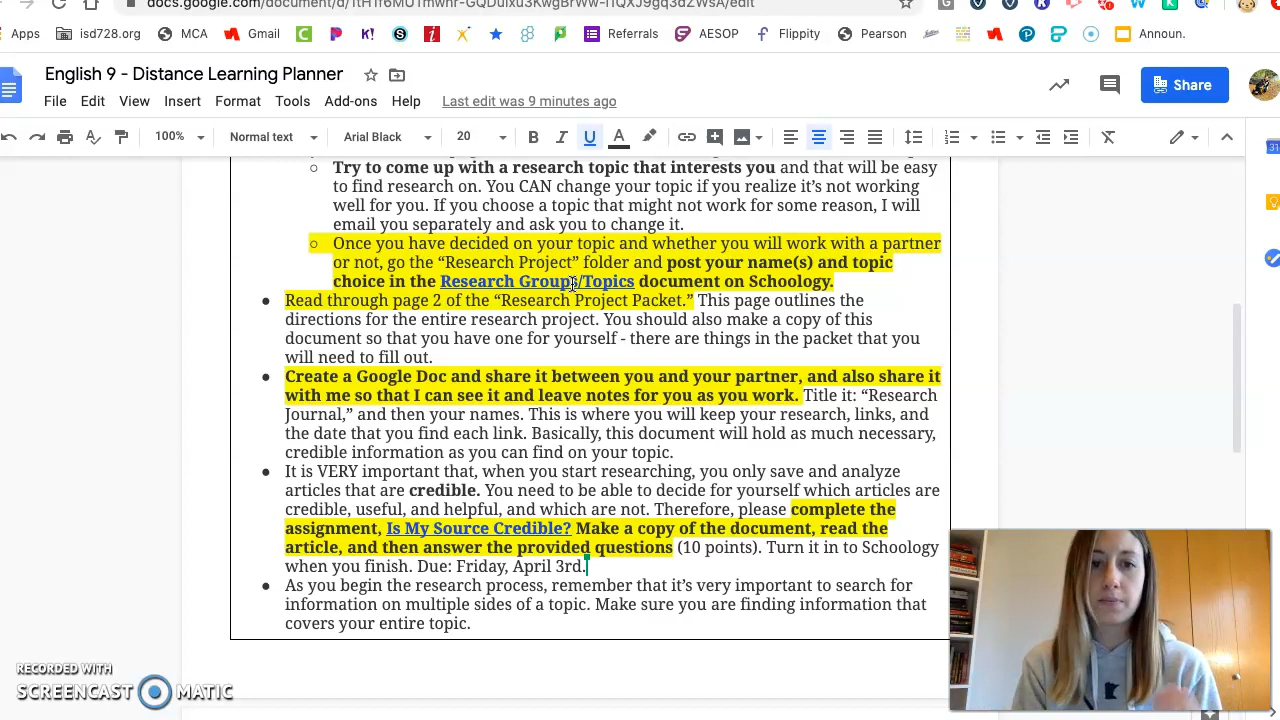 Apps isd728.org MCA Gmail Referrals AESOP Flippity Pearson Announ.
English 9 - Distance Learning Planner
Share
File Edit View Insert Format Tools Add-ons Help Last edit was 9 minutes ago
100% Normal text Arial Black 20
Try to come up with a research topic that interests you and that will be easy
to find research on. You CAN change your topic if you realize it’s not working
well for you. If you choose a topic that might not work for some reason, I will
email you separately and ask you to change it.
Once you have decided on your topic and whether you will work with a partner
or not, go the “Research Project” folder and post your name(s) and topic
choice in the Research Groups/Topics document on Schoology.
Read through page 2 of the “Research Project Packet.” This page outlines the
directions for the entire research project. You should also make a copy of this
document so that you have one for yourself - there are things in the packet that you
will need to fill out.
Create a Google Doc and share it between you and your partner, and also share it
with me so that I can see it and leave notes for you as you work. Title it: “Research
Journal,” and then your names. This is where you will keep your research, links, and
the date that you find each link. Basically, this document will hold as much necessary,
credible information as you can find on your topic.
It is VERY important that, when you start researching, you only save and analyze
articles that are credible. You need to be able to decide for yourself which articles are
credible, useful, and helpful, and which are not. Therefore, please complete the
assignment, Is My Source Credible? Make a copy of the document, read the
article, and then answer the provided questions (10 points). Turn it in to Schoology
when you finish. Due: Friday, April 3rd.
As you begin the research process, remember that it’s very important to search for
information on multiple sides of a topic. Make sure you are finding information that
covers your entire topic.
RECORDED WITH
SCREENCAST MATIC